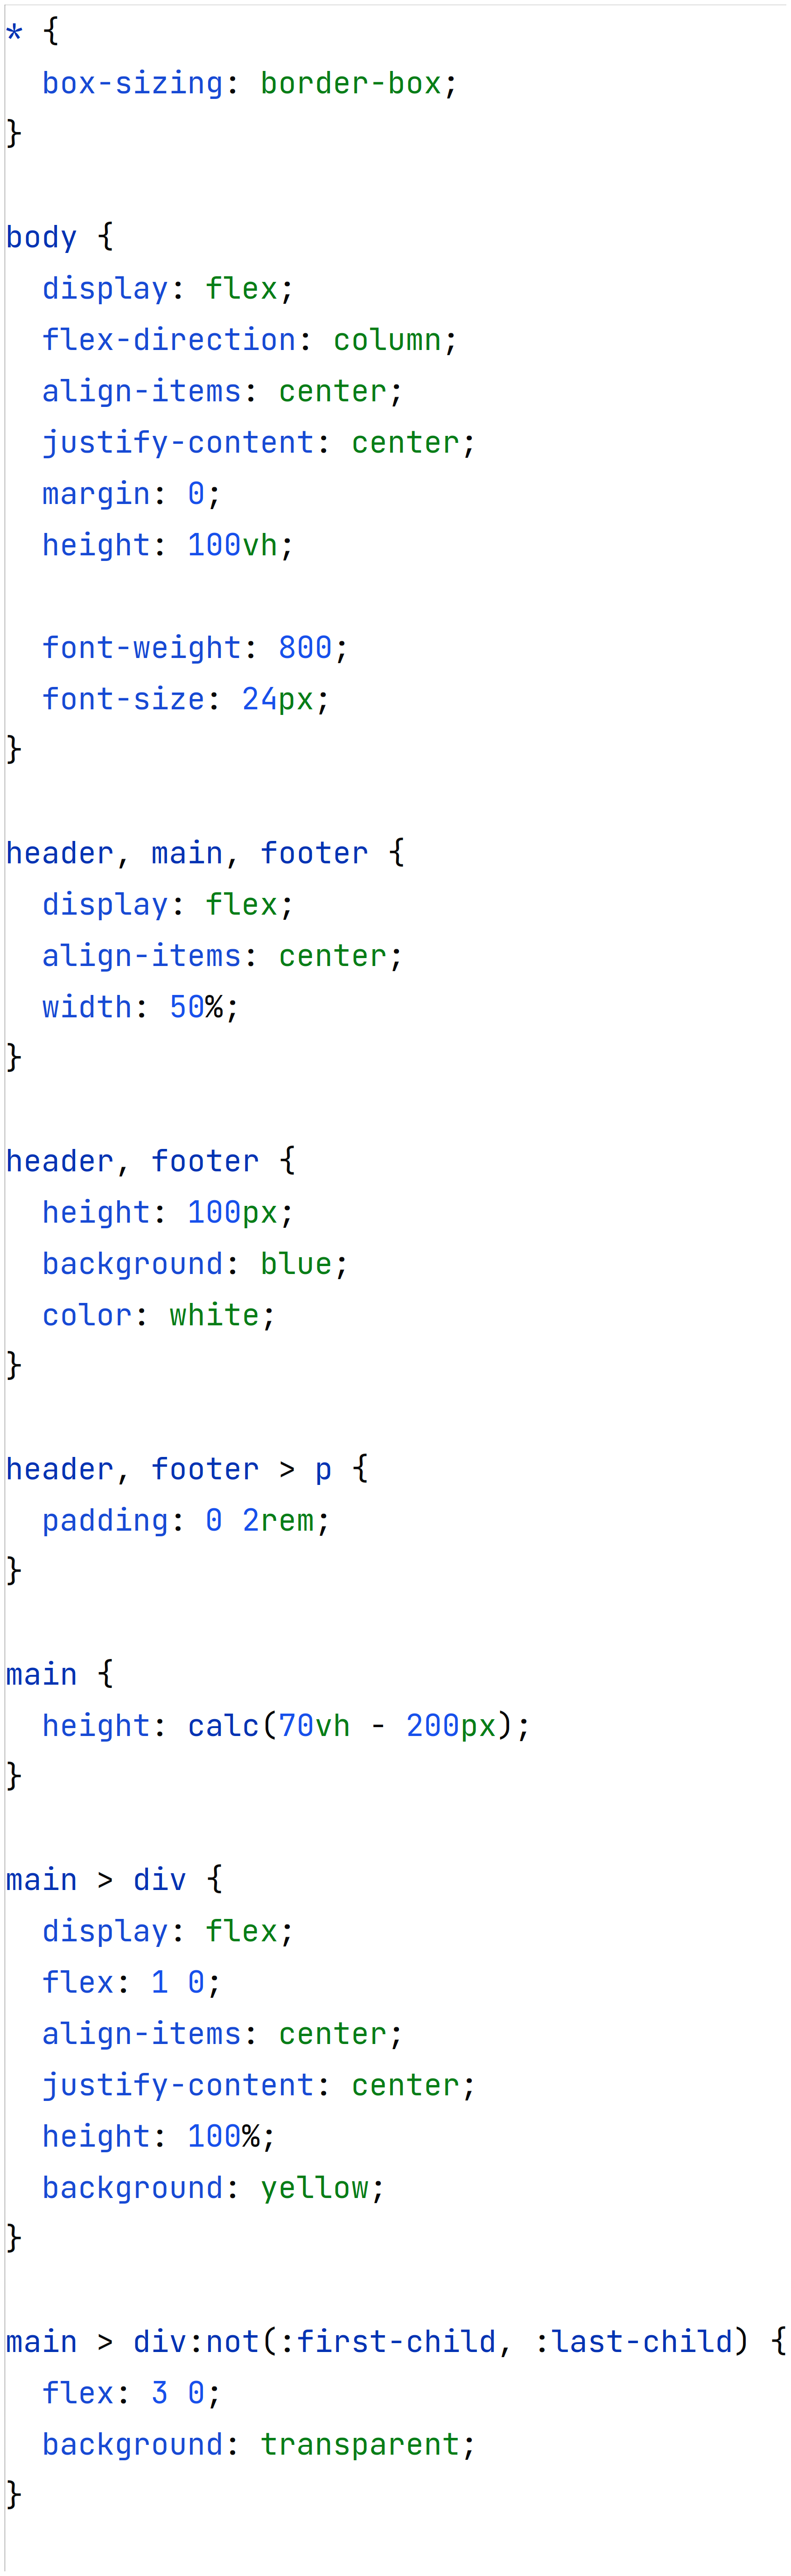 * {
  box-sizing: border-box;
}

body {
  display: flex;
  flex-direction: column;
  align-items: center;
  justify-content: center;
  margin: 0;
  height: 100vh;

  font-weight: 800;
  font-size: 24px;
}

header, main, footer {
  display: flex;
  align-items: center;
  width: 50%;
}

header, footer {
  height: 100px;
  background: blue;
  color: white;
}

header, footer > p {
  padding: 0 2rem;
}

main {
  height: calc(70vh - 200px);
}

main > div {
  display: flex;
  flex: 1 0;
  align-items: center;
  justify-content: center;
  height: 100%;
  background: yellow;
}

main > div:not(:first-child, :last-child) {
  flex: 3 0;
  background: transparent;
}